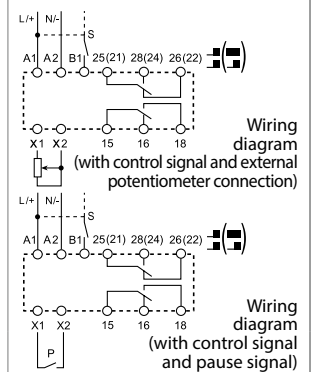 L/+ N/-
S
A1 A2 B1 25(21) 28(24) 26(22)
X1 X2 15 16 18
Wiring
diagram
(with control signal and external
potentiometer connection)
L/+ N/-
S
A1 A2 B1 25(21) 28(24) 26(22)
X1 X2 15 16 18
Wiring
diagram
(with control signal
and pause signal)
P